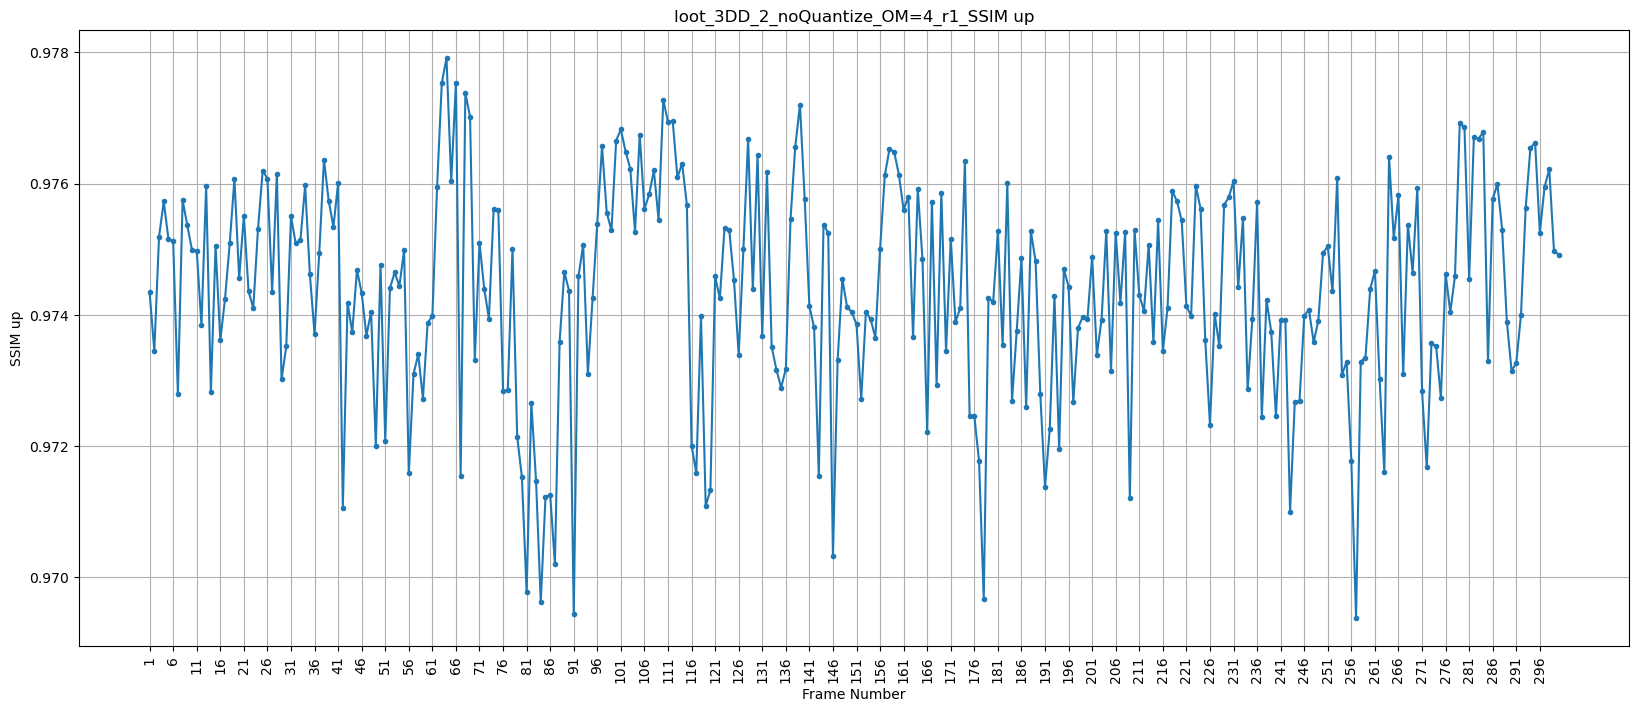 loot_3DD_2_noQuantize_OM=4_r1_SSIM up
0.978
0.976
0.974
0.972
0.970
SSIM up
1 6 11 16 21 26 31 36 41 46 51 56 61 66 71 76 81 86 91 96 101 106 111 116 121 126 131 136 141 146 151 156 161 166 171 176 181 186 191 196 201 206 211 216 221 226 231 236 241 246 251 256 261 266 271 276 281 286 291 296
Frame Number